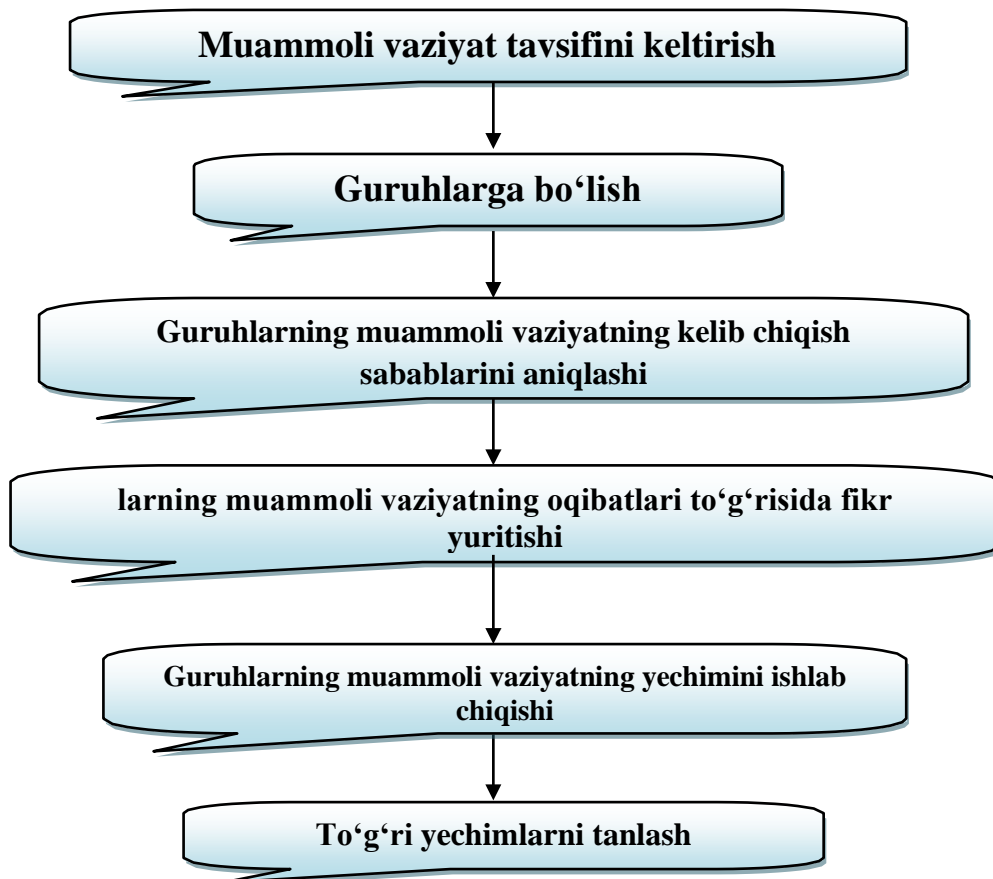 Muammoli vaziyat tavsifini keltirish
Guruhlarga bo‘lish
Guruhlarning muammoli vaziyatning kelib chiqish
sabablarini aniqlashi
larning muammoli vaziyatning oqibatlari to‘g‘risida fikr
yuritishi
Guruhlarning muammoli vaziyatning yechimini ishlab
chiqishi
To‘g‘ri yechimlarni tanlash